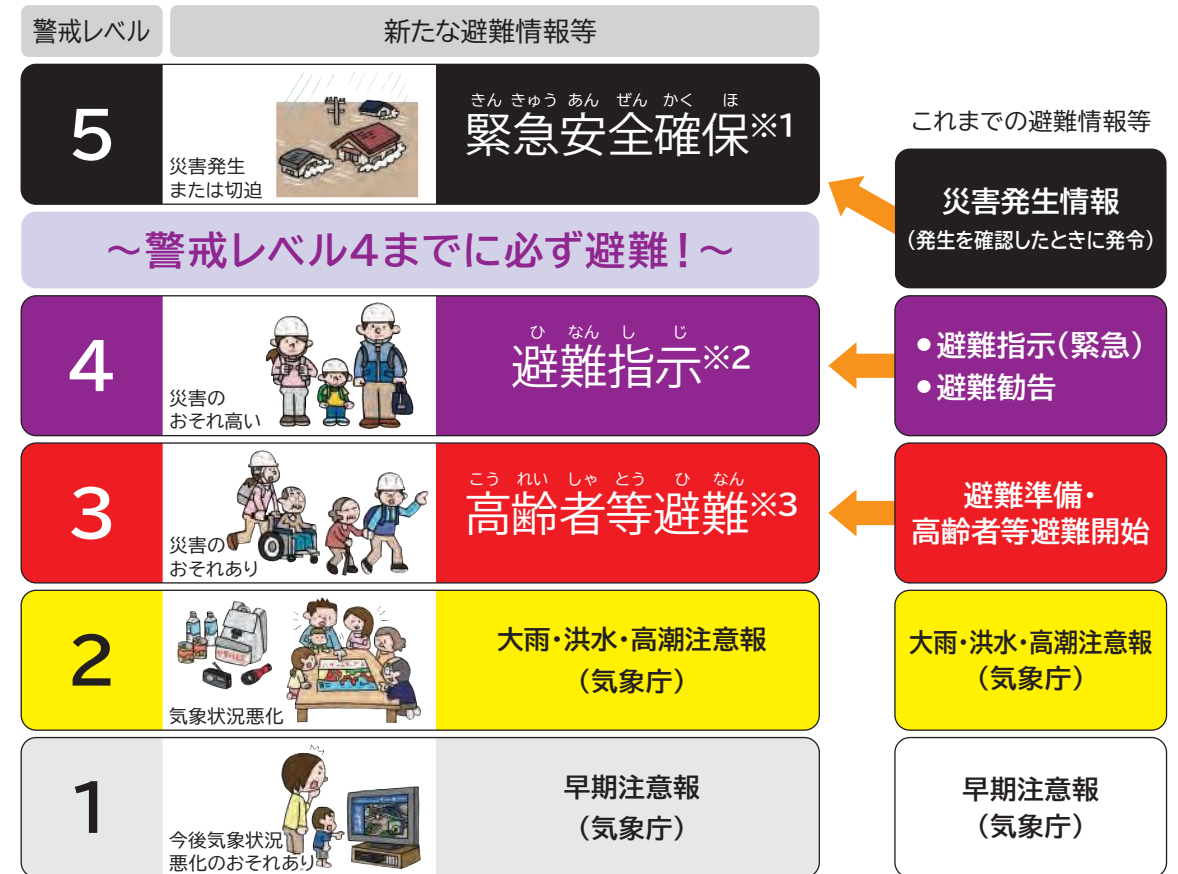 警戒レベル
新たな避難情報等
5
災害発生
または切迫
きんきゅうあんぜんかくほ
緊急安全確保※1
～警戒レベル4までに必ず避難！～
4
災害の
おそれ高い
ひなんしじ
避難指示※2
3
災害の
おそれあり
こうれいしゃとうひなん
高齢者等避難※3
2
気象状況悪化
大雨・洪水・高潮注意報
（気象庁）
1
今後気象状況
悪化のおそれあり
早期注意報
（気象庁）
これまでの避難情報等
災害発生情報
（発生を確認したときに発令）
●避難指示（緊急）
●避難勧告
避難準備・
高齢者等避難開始
大雨・洪水・高潮注意報
（気象庁）
早期注意報
（気象庁）